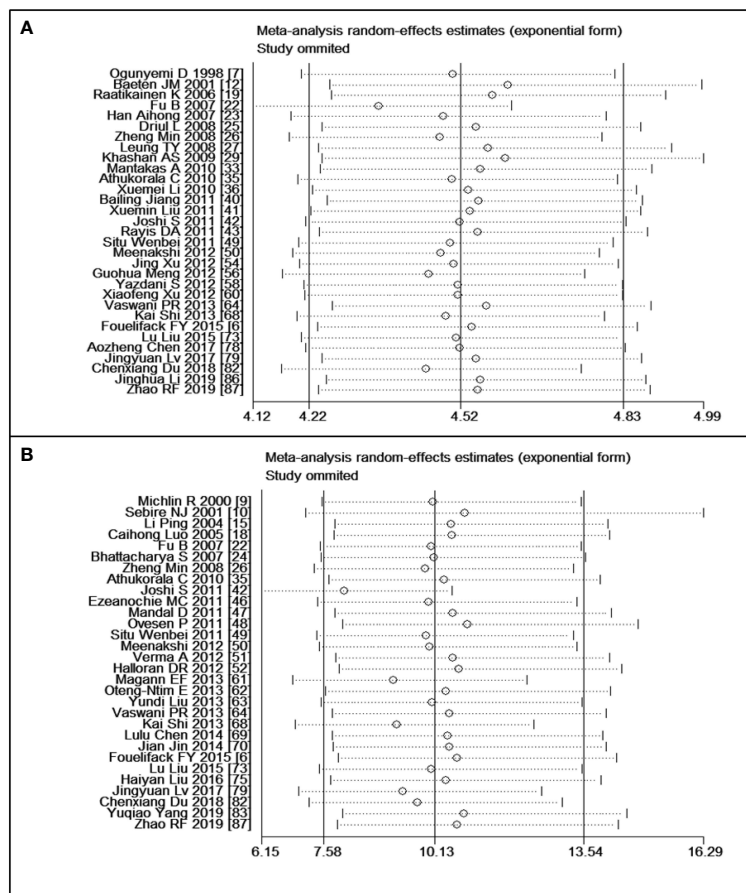 A
Meta-analysis random-effects estimates (exponential form)
Study ommited
Ogunyemi D 1998 [7]
Baeten JM 2001 [12]
Raatikainen K 2006 [19]
Fu B 2007 [22]
Han Aihong 2007 [23]
Driul L 2008 [25]
Zheng Min 2008 [26]
Leung TY 2008 [27]
Khashan AS 2009 [29]
Mantakas A 2010 [33]
Athukorala C 2010 [35]
Xuemei Li 2010 [36]
Bailing Jiang 2011 [40]
Xuemin Liu 2011 [41]
Joshi S 2011 [42]
Rayis DA 2011 [43]
Situ Wenbei 2011 [49]
Meenakshi 2012 [50]
Jing Xu 2012 [54]
Guohua Meng 2012 [56]
Yazdani S 2012 [58]
Xiaofeng Xu 2012 [60]
Vaswani PR 2013 [64]
Kai Shi 2013 [68]
Fouelifack FY 2015 [6]
Lu Liu 2015 [73]
Aozheng Chen 2017 [78]
Jingyuan Lv 2017 [79]
Chenxiang Du 2018 [82]
Jinghua Li 2019 [86]
Zhao RF 2019 [87]
4.12 4.22 4.52 4.83 4.99
B
Meta-analysis random-effects estimates (exponential form)
Study ommited
Michlin R 2000 [9]
Sebire NJ 2001 [10]
Li Ping 2004 [15]
Caihong Luo 2005 [18]
Fu B 2007 [22]
Bhattacharya S 2007 [24]
Zheng Min 2008 [26]
Athukorala C 2010 [35]
Joshi S 2011 [42]
Ezeanochie MC 2011 [46]
Mandal D 2011 [47]
Ovesen P 2011 [48]
Situ Wenbei 2011 [49]
Meenakshi 2012 [50]
Verma A 2012 [51]
Halloran DR 2012 [52]
Magann EF 2013 [61]
Oteng-Ntim E 2013 [62]
Yundi Liu 2013 [63]
Vaswani PR 2013 [64]
Kai Shi 2013 [68]
Lulu Chen 2014 [69]
Jian Jin 2014 [70]
Fouelifack FY 2015 [6]
Lu Liu 2015 [73]
Haiyan Liu 2016 [75]
Jingyuan Lv 2017 [79]
Chenxiang Du 2018 [82]
Yuqiao Yang 2019 [83]
Zhao RF 2019 [87]
6.15 7.58 10.13 13.54 16.29